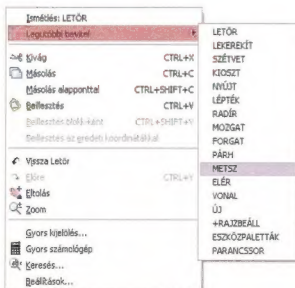 Ismétlés: LETÖR
Legutóbbi bevitel
Kivág CTRL+X
Másolás CTRL+C
Másolás alapponttal CTRL+SHIFT+C
Beillesztés CTRL+V
Beillesztés blokként CTRL+SHIFT+V
Beillesztés az eredeti koordinátákkal
Vissza Letör
Előre CTRL+Y
Eltolás
Zoom
Gyors kijelölés...
Gyors számológép
Keresés...
Beállítások...
LETÖR
LEKEREKÍT
SZÉTVET
KIOSZT
NYÚJT
LÉPTÉK
RADÍR
MOZGAT
FORGAT
PÁRH
METSZ
ELÉR
VONAL
ÚJ
+RAJZBEÁLL
ESZKÖZPALETTÁK
PARANCSSOR